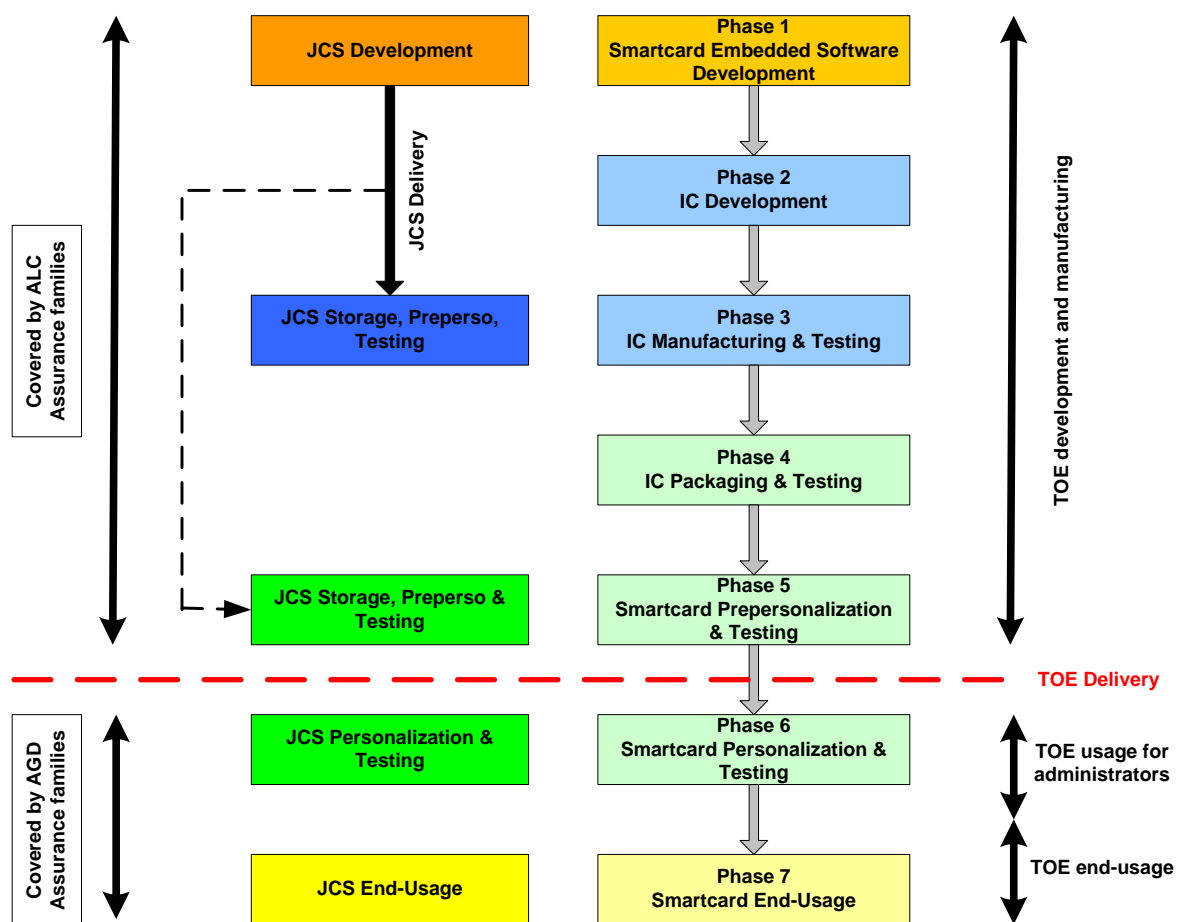 JCS Development
Phase 1
Smartcard Embedded Software
Development
JCS Delivery
Phase 2
IC Development
Covered by ALC
Assurance families
TOE development and manufacturing
JCS Storage, Preperso,
Testing
Phase 3
IC Manufacturing & Testing
Phase 4
IC Packaging & Testing
JCS Storage, Preperso &
Testing
Phase 5
Smartcard Prepersonalization
& Testing
TOE Delivery
Covered by AGD
Assurance families
JCS Personalization &
Testing
Phase 6
Smartcard Personalization &
Testing
TOE usage for
administrators
JCS End-Usage
Phase 7
Smartcard End-Usage
TOE end-usage